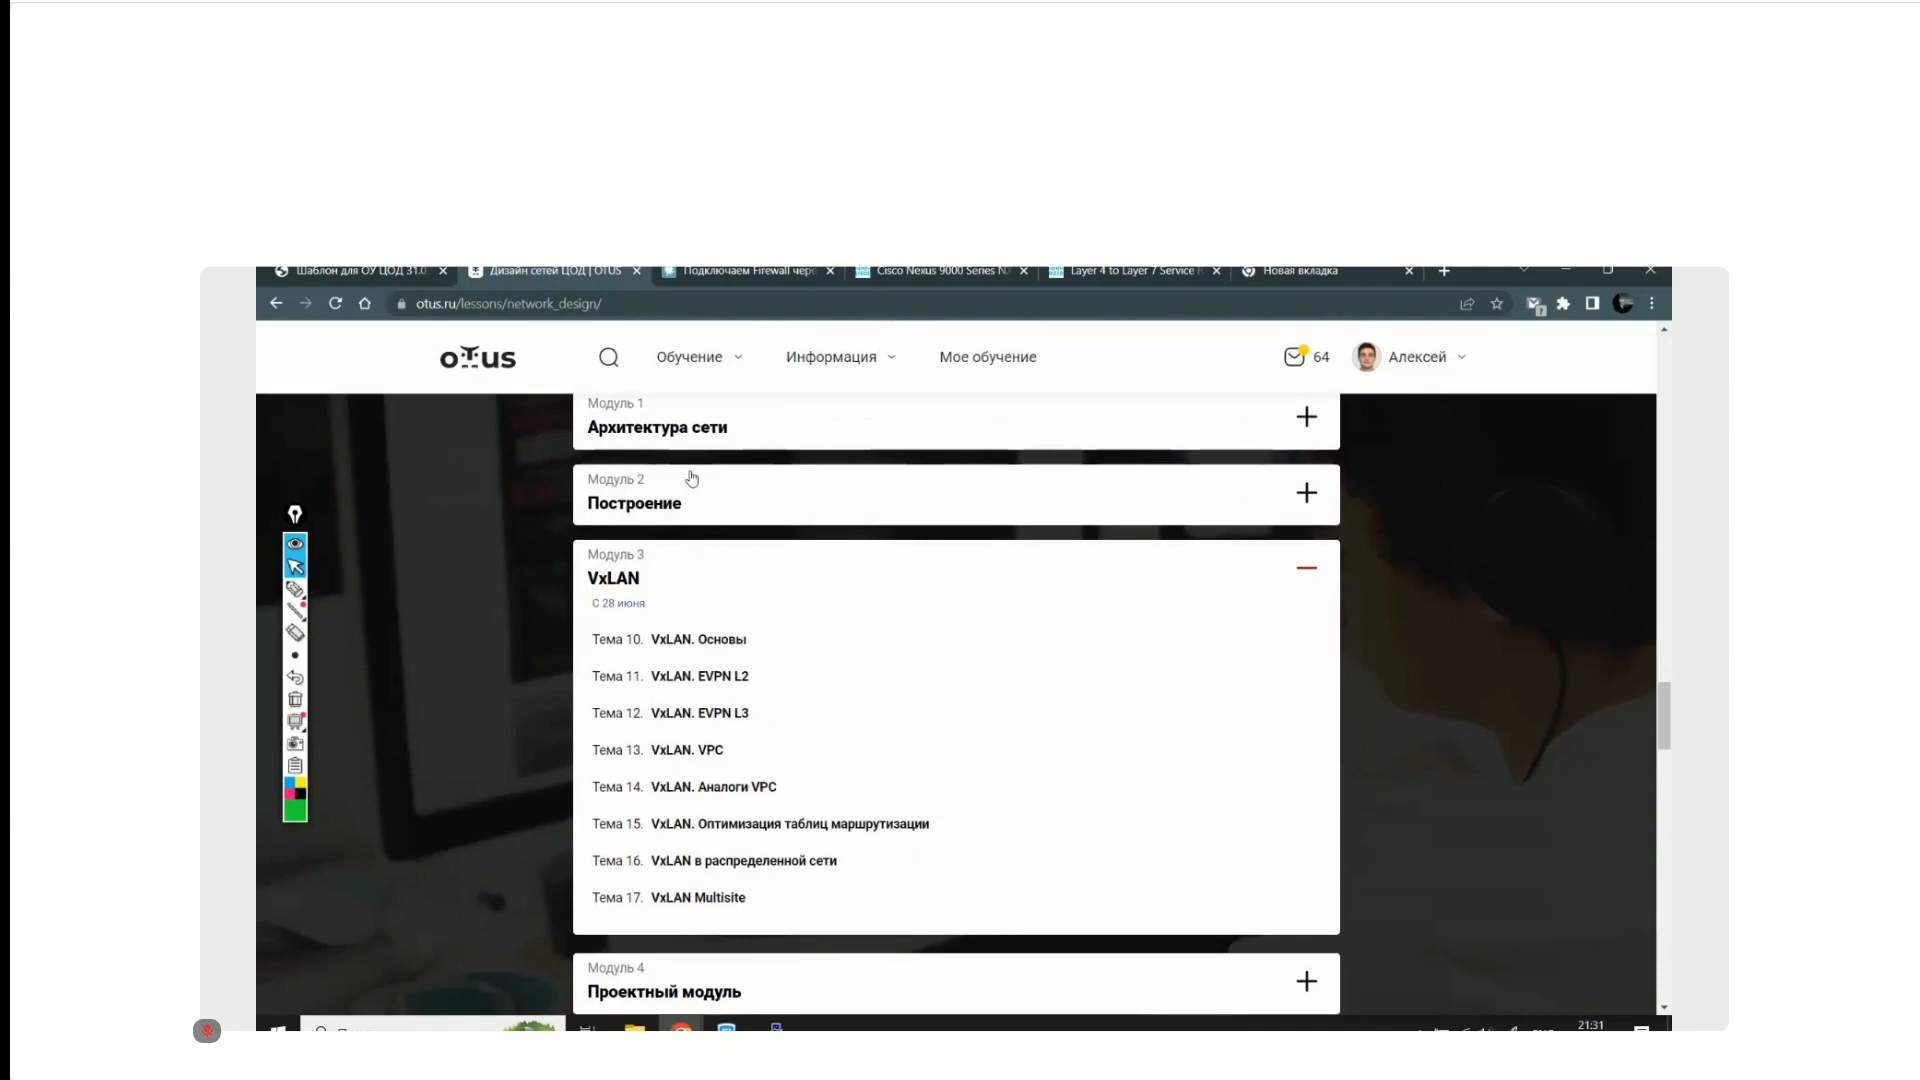 Шаблон для ОУ ЦОД 31.0
Дизайн сетей ЦОД | OTUS
Подключаем Firewall чере
Cisco Nexus 9000 Series N
Layer 4 to Layer 7 Service R
Новая вкладка
otus.ru/lessons/network_design/
7
oTus
Обучение
Информация
Мое обучение
64
Алексей
Модуль 1
Архитектура сети
Модуль 2
Построение
Модуль 3
VxLAN
С 28 июня
Тема 10. VxLAN. Основы
Тема 11. VxLAN. EVPN L2
Тема 12. VxLAN. EVPN L3
Тема 13. VxLAN. VPC
Тема 14. VxLAN. Аналоги VPC
Тема 15. VxLAN. Оптимизация таблиц маршрутизации
Тема 16. VxLAN в распределенной сети
Тема 17. VxLAN Multisite
Модуль 4
Проектный модуль
21:31